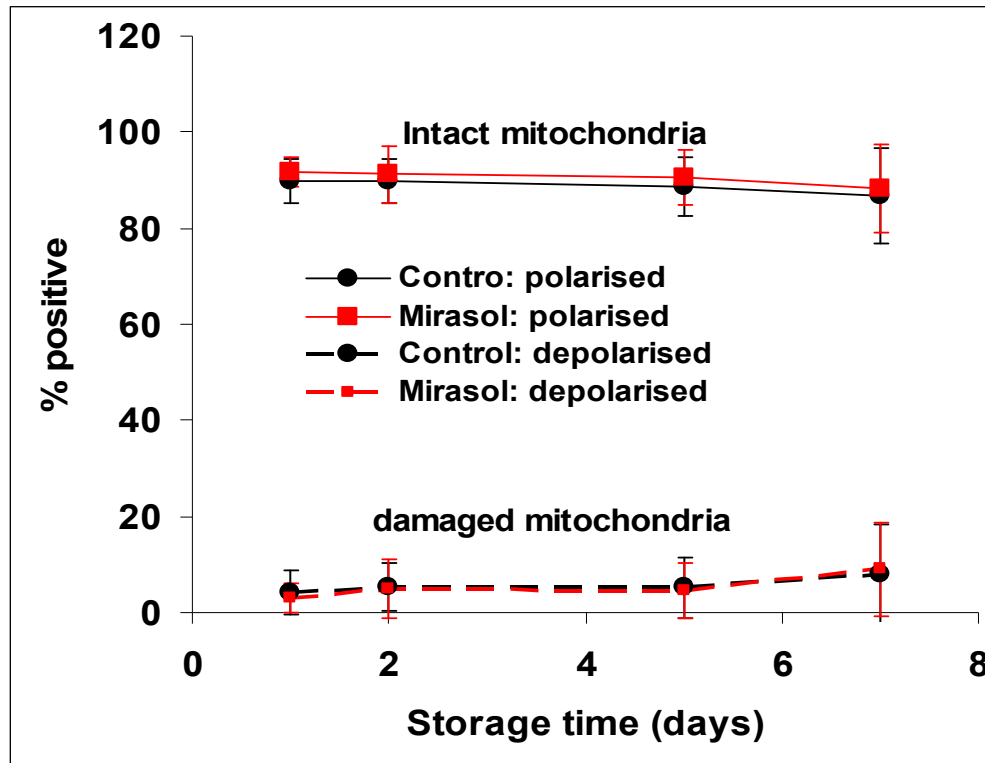 120
100
80
60
40
20
0
% positive
Intact mitochondria
Contro: polarised
Mirasol: polarised
Control: depolarised
Mirasol: depolarised
damaged mitochondria
0 2 4 6 8
Storage time (days)